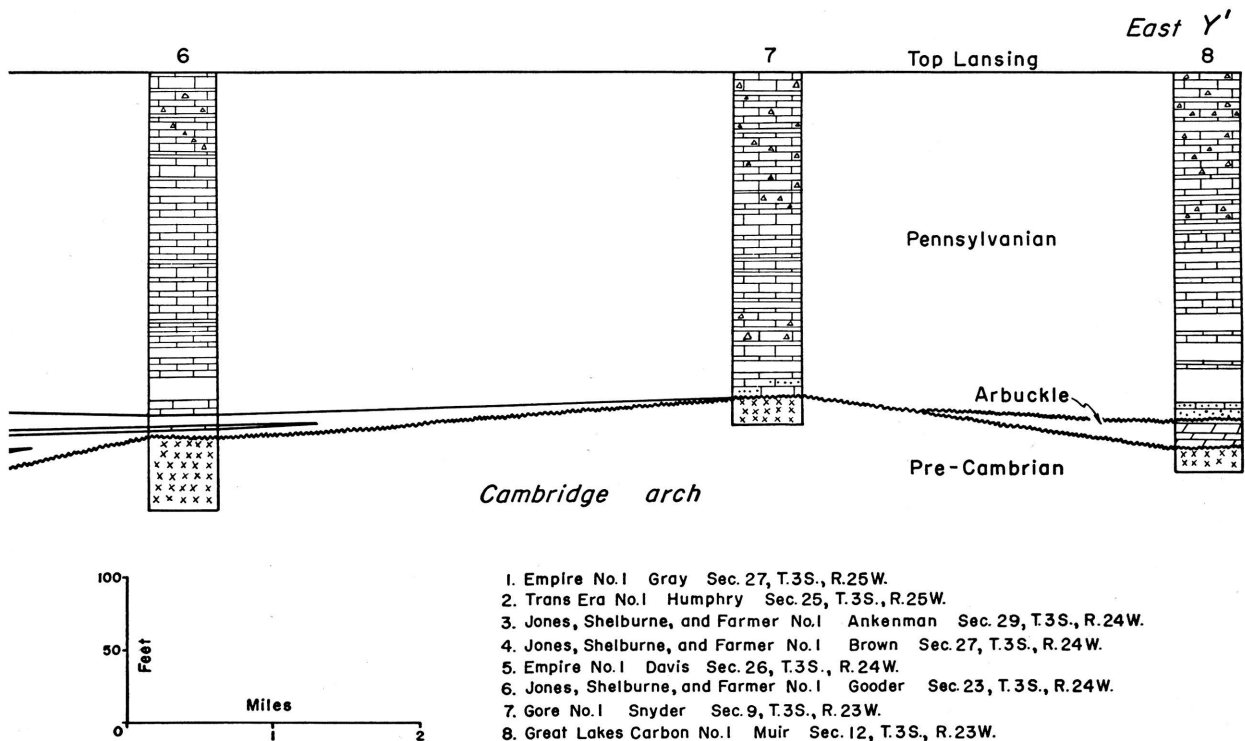 East Y'
6
7
Top Lansing
8
Pennsylvanian
Arbuckle
Pre-Cambrian
Cambridge arch
100
50
0
Feet
Miles
1
2
1. Empire No.1 Gray Sec. 27, T.3S., R.25W.
2. Trans Era No.1 Humphry Sec. 25, T.3S., R.25W.
3. Jones, Shelburne, and Farmer No.1 Ankenman Sec. 29, T.3S., R.24W.
4. Jones, Shelburne, and Farmer No.1 Brown Sec. 27, T.3S., R.24W.
5. Empire No.1 Davis Sec. 26, T.3S., R.24W.
6. Jones, Shelburne, and Farmer No.1 Gooder Sec. 23, T.3S., R.24W.
7. Gore No.1 Snyder Sec. 9, T.3S., R.23W.
8. Great Lakes Carbon No.1 Muir Sec. 12, T.3S., R.23W.